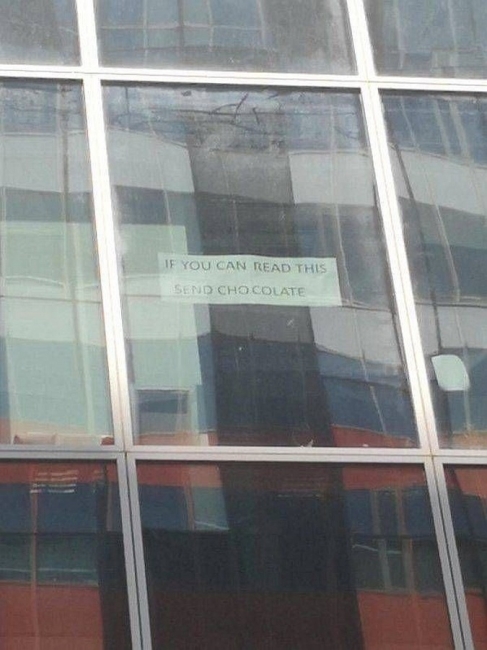 IF YOU CAN READ THIS
SEND CHOCOLATE